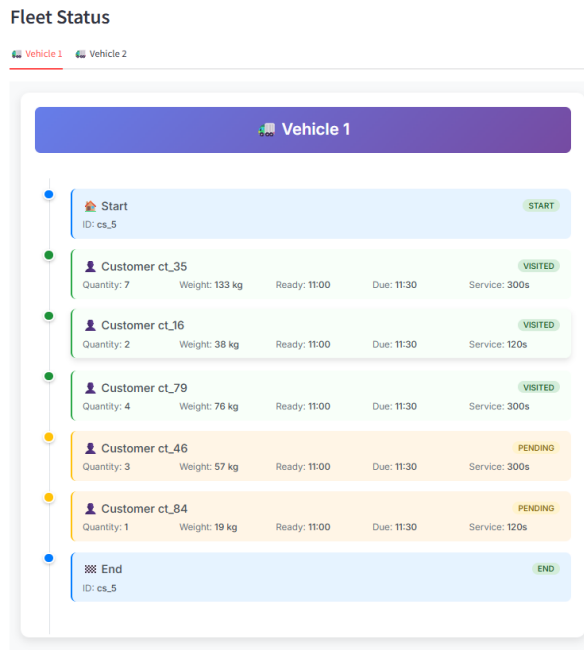 Fleet Status
Vehicle 1 Vehicle 2
Vehicle 1
Start START
ID: cs_5
Customer ct_35 VISITED
Quantity: 7 Weight: 133 kg Ready: 11:00 Due: 11:30 Service: 300s
Customer ct_16 VISITED
Quantity: 2 Weight: 38 kg Ready: 11:00 Due: 11:30 Service: 120s
Customer ct_79 VISITED
Quantity: 4 Weight: 76 kg Ready: 11:00 Due: 11:30 Service: 300s
Customer ct_46 PENDING
Quantity: 3 Weight: 57 kg Ready: 11:00 Due: 11:30 Service: 300s
Customer ct_84 PENDING
Quantity: 1 Weight: 19 kg Ready: 11:00 Due: 11:30 Service: 120s
End END
ID: cs_5